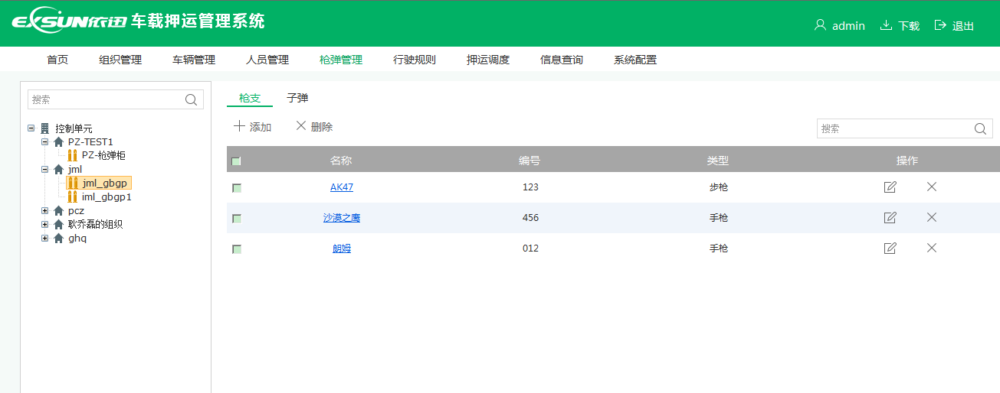 EXSUN依迅 车载押运管理系统
admin 下载 退出
首页 组织管理 车辆管理 人员管理 枪弹管理 行驶规则 押运调度 信息查询 系统配置
搜索
控制单元
PZ-TEST1
PZ-枪弹柜
jml
jml_gbgp
iml_gbgp1
pcz
耿乔磊的组织
ghq
枪支 子弹
添加 删除
搜索
名称 编号 类型 操作
AK47 123 步枪
沙漠之鹰 456 手枪
朗姆 012 手枪